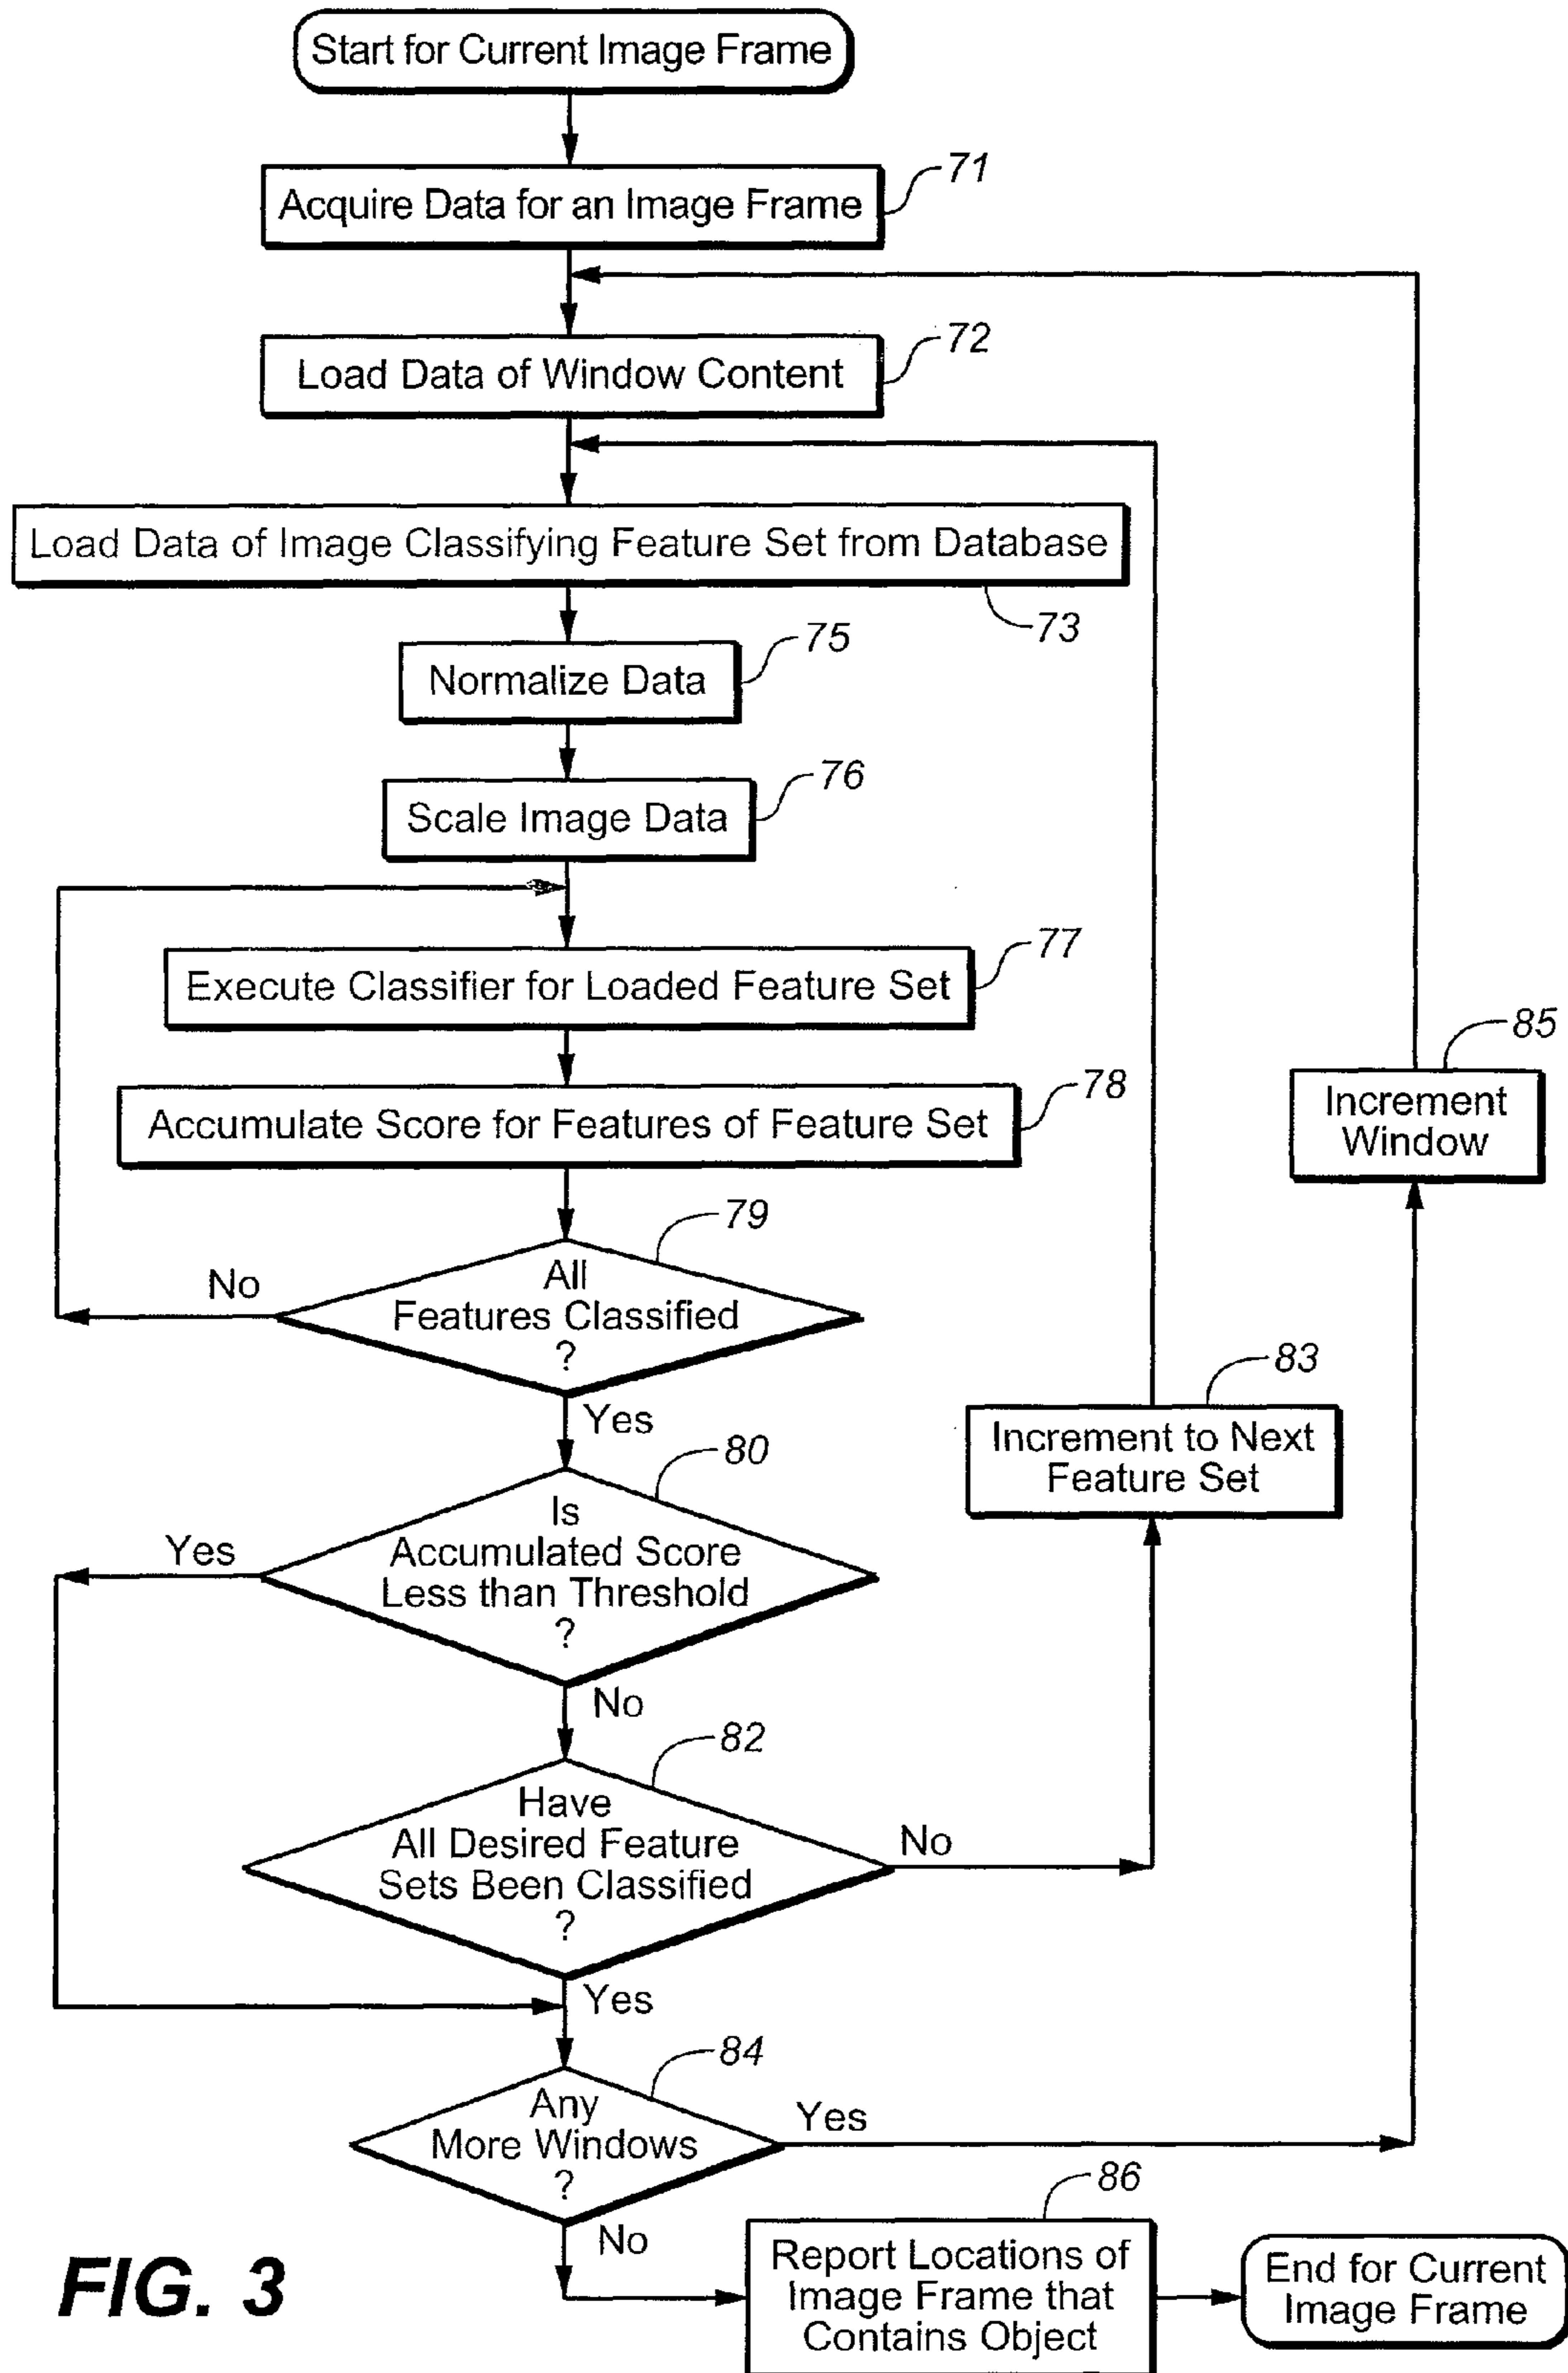 Start for Current Image Frame
71
Acquire Data for an Image Frame
72
Load Data of Window Content
Load Data of Image Classifying Feature Set from Database
73
75
Normalize Data
76
Scale Image Data
77
Execute Classifier for Loaded Feature Set
78
Accumulate Score for Features of Feature Set
85
Increment
Window
79
All
Features Classified
?
No
Yes
83
Increment to Next
Feature Set
80
Is
Accumulated Score
Less than Threshold
?
Yes
No
82
Have
All Desired Feature
Sets Been Classified
?
No
Yes
84
Any
More Windows
?
Yes
No
86
Report Locations of
Image Frame that
Contains Object
End for Current
Image Frame
FIG. 3